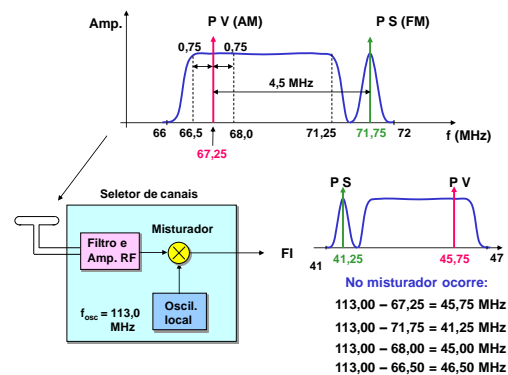 Amp.
P V (AM)
P S (FM)
0,75
0,75
4,5 MHz
66
66,5
68,0
71,25
71,75
72
f (MHz)
67,25
Seletor de canais
Filtro e
Amp. RF
Misturador
FI
Oscil.
local
fosc = 113,0
MHz
P S
P V
41
41,25
45,75
47
No misturador ocorre:
113,00 – 67,25 = 45,75 MHz
113,00 – 71,75 = 41,25 MHz
113,00 – 68,00 = 45,00 MHz
113,00 – 66,50 = 46,50 MHz